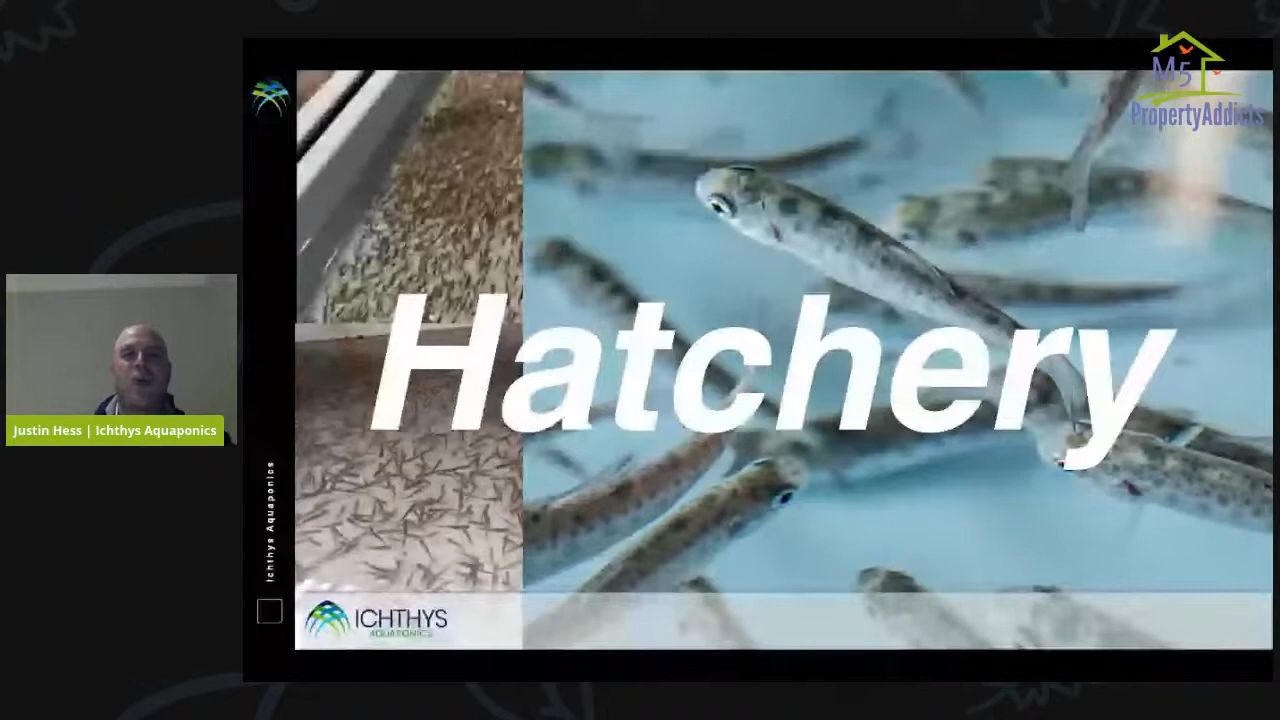 M5
PropertyAddicts
Hatchery
Justin Hess | Ichthys Aquaponics
Ichthys Aquaponics
ICHTHYS
AQUAPONICS